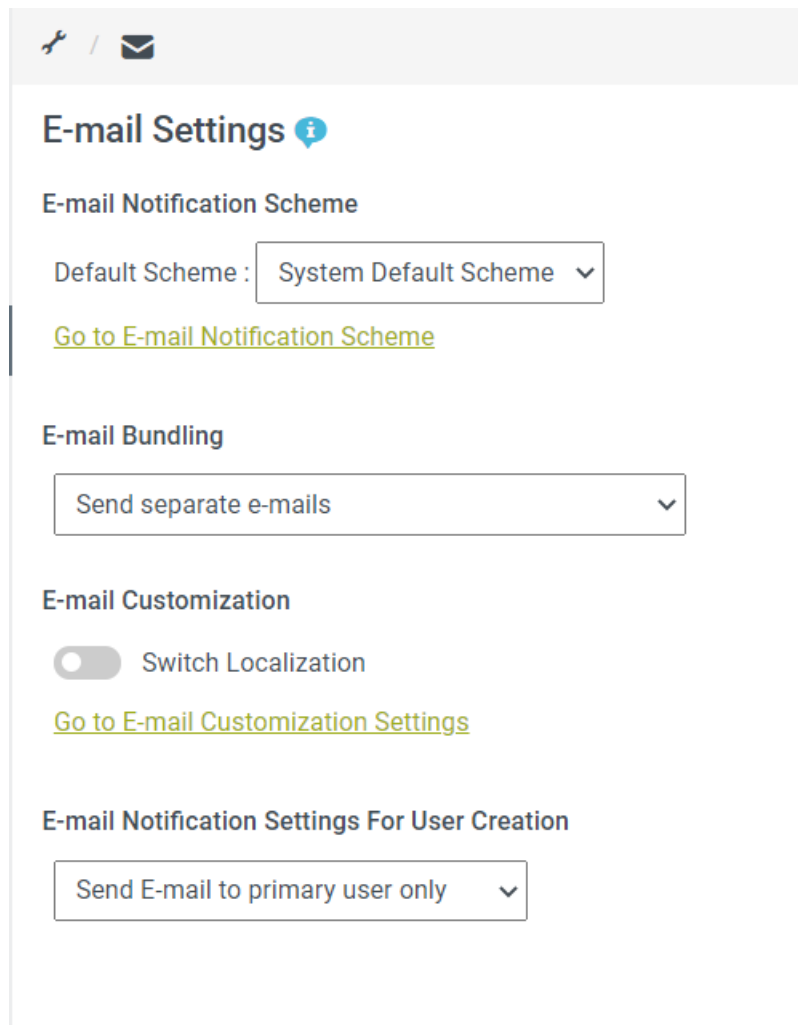 /
E-mail Settings
E-mail Notification Scheme
Default Scheme : System Default Scheme
Go to E-mail Notification Scheme
E-mail Bundling
Send separate e-mails
E-mail Customization
Switch Localization
Go to E-mail Customization Settings
E-mail Notification Settings For User Creation
Send E-mail to primary user only